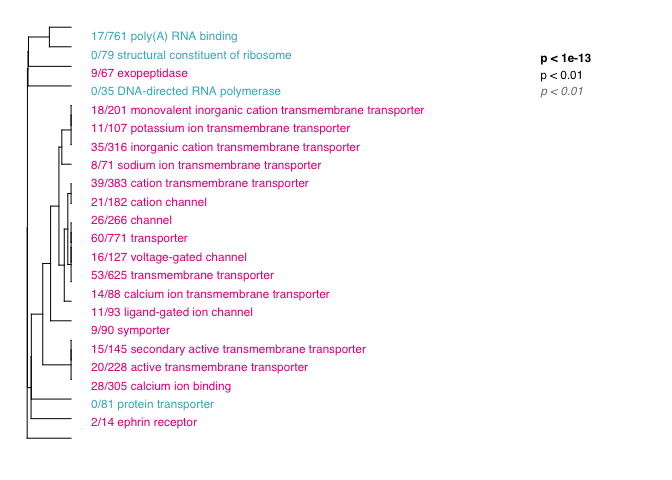 17/761 poly(A) RNA binding
0/79 structural constituent of ribosome
9/67 exopeptidase
0/35 DNA-directed RNA polymerase
18/201 monovalent inorganic cation transmembrane transporter
11/107 potassium ion transmembrane transporter
35/316 inorganic cation transmembrane transporter
8/71 sodium ion transmembrane transporter
39/383 cation transmembrane transporter
21/182 cation channel
26/266 channel
60/771 transporter
16/127 voltage-gated channel
53/625 transmembrane transporter
14/88 calcium ion transmembrane transporter
11/93 ligand-gated ion channel
9/90 symporter
15/145 secondary active transmembrane transporter
20/228 active transmembrane transporter
28/305 calcium ion binding
0/81 protein transporter
2/14 ephrin receptor
p < 1e-13
p < 0.01
p < 0.01